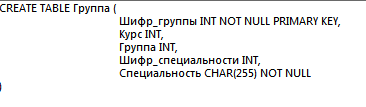 CREATE TABLE Группа (
Шифр_группы INT NOT NULL PRIMARY KEY,
Курс INT,
Группа INT,
Шифр_специальности INT,
Специальность CHAR(255) NOT NULL
)